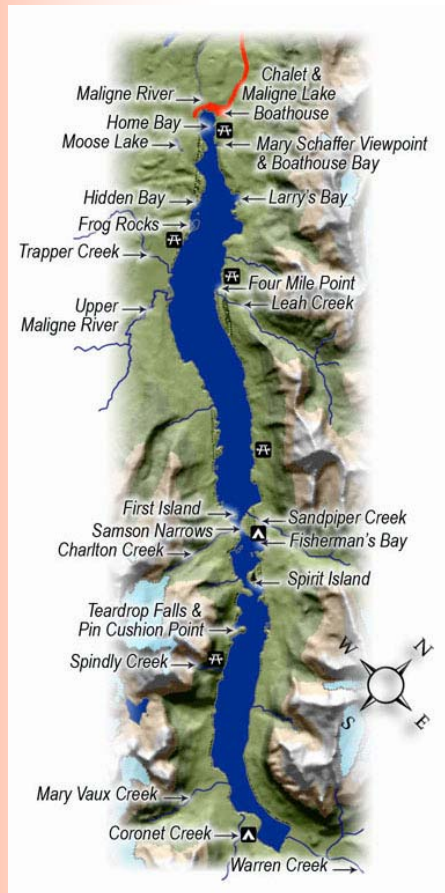 Maligne River
Chalet &
Maligne Lake
Boathouse
Home Bay
Moose Lake
Mary Schaffer Viewpoint
& Boathouse Bay
Hidden Bay
Larry's Bay
Frog Rocks
Trapper Creek
Four Mile Point
Leah Creek
Upper
Maligne River
First Island
Sandpiper Creek
Samson Narrows
Fisherman's Bay
Charlton Creek
Spirit Island
Teardrop Falls &
Pin Cushion Point
Spindly Creek
W
N
S
E
Mary Vaux Creek
Coronet Creek
Warren Creek